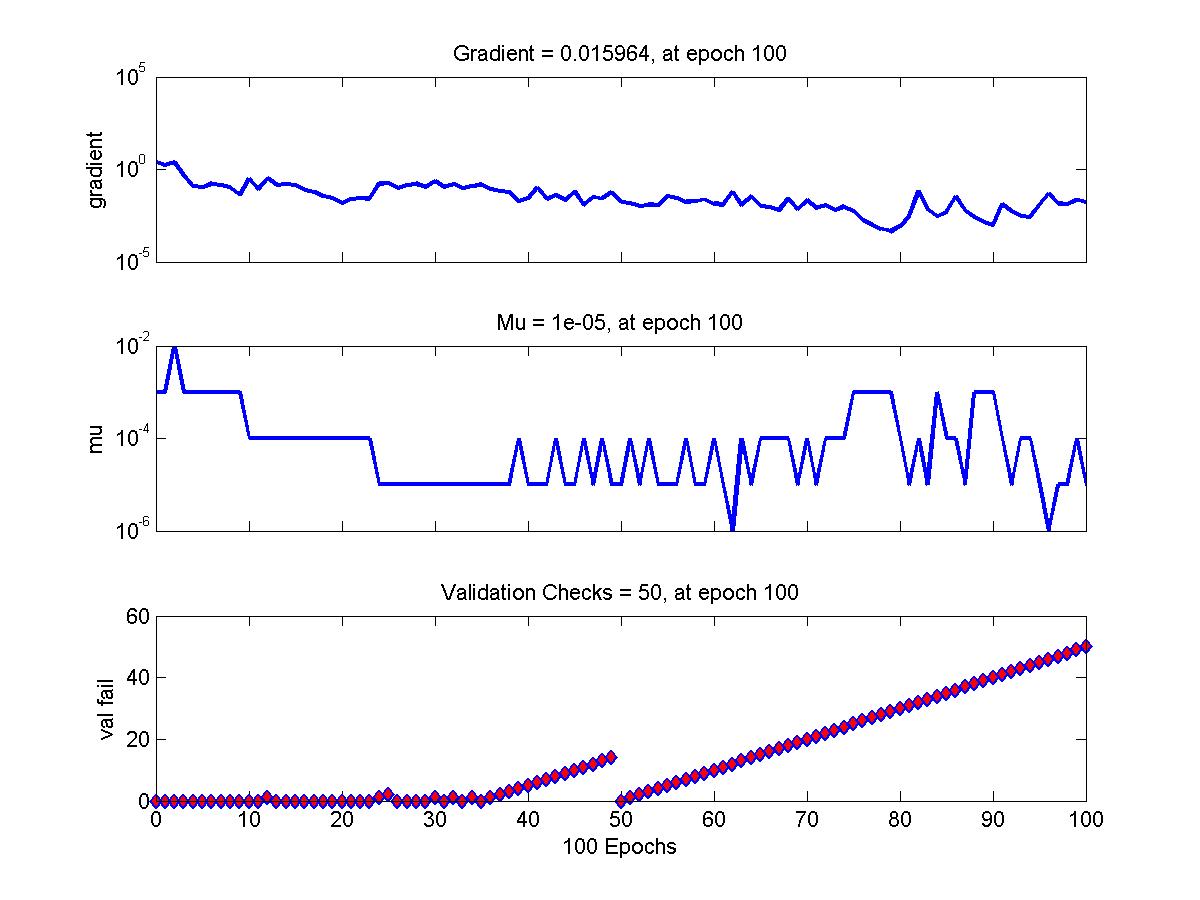 Gradient = 0.015964, at epoch 100
10^5
10^0
10^-5
gradient
Mu = 1e-05, at epoch 100
10^-2
10^-4
10^-6
mu
Validation Checks = 50, at epoch 100
60
40
20
0
val fail
0 10 20 30 40 50 60 70 80 90 100
100 Epochs